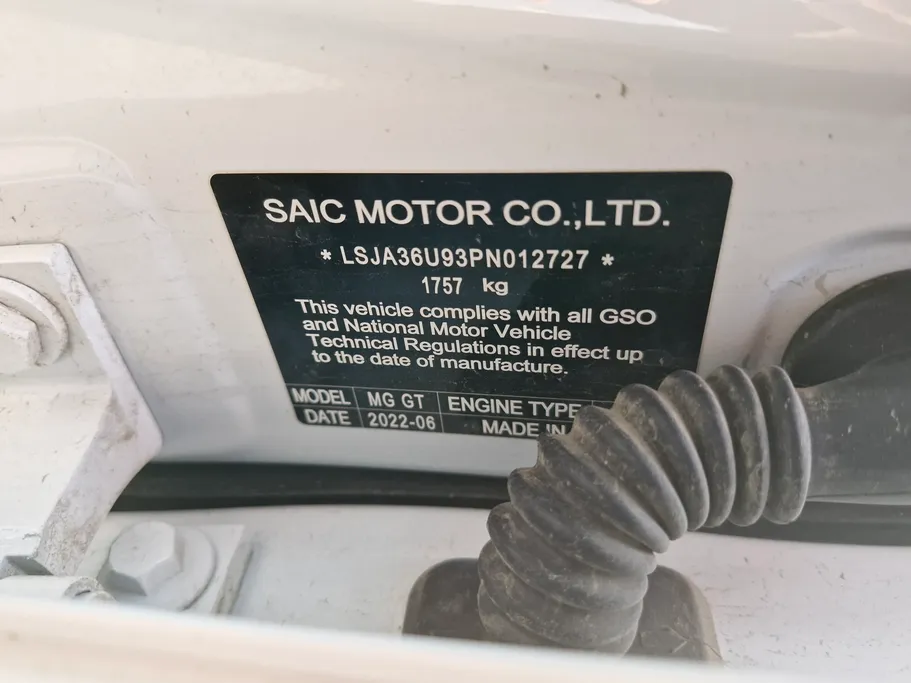 SAIC MOTOR CO.,LTD.
* LSJA36U93PN012727 *
1757 kg
This vehicle complies with all GSO
and National Motor Vehicle
Technical Regulations in effect up
to the date of manufacture.
MODEL MG GT ENGINE TYPE
DATE 2022-06 MADE IN